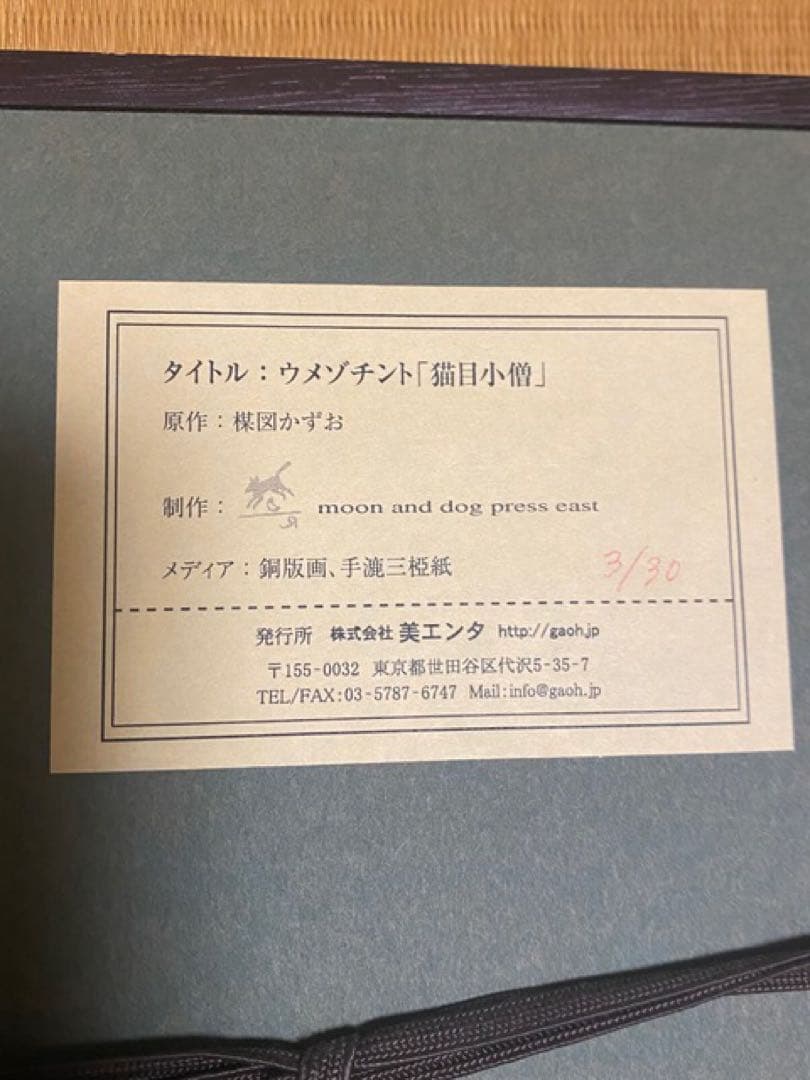 タイトル：ウメゾチント「猫目小僧」
原作：楳図かずお
制作： moon and dog press east
メディア：銅版画、手漉三椏紙 3/30
発行所 株式会社 美エンタ http://gaoh.jp
〒155-0032 東京都世田谷区代沢5-35-7
TEL/FAX:03-5787-6747 Mail:info@gaoh.jp